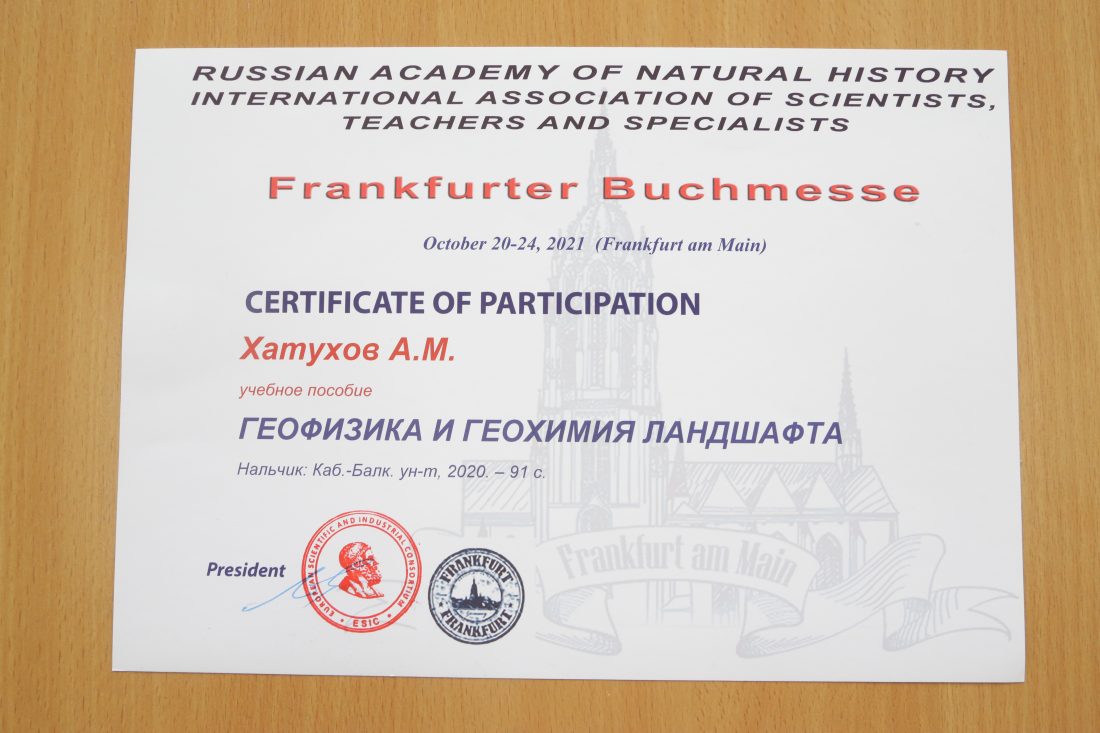 RUSSIAN ACADEMY OF NATURAL HISTORY
INTERNATIONAL ASSOCIATION OF SCIENTISTS,
TEACHERS AND SPECIALISTS
Frankfurter Buchmesse
October 20-24, 2021 (Frankfurt am Main)
CERTIFICATE OF PARTICIPATION
Хатухов А.М.
учебное пособие
ГЕОФИЗИКА И ГЕОХИМИЯ ЛАНДШАФТА
Нальчик: Каб.-Балк. ун-т, 2020. – 91 с.
Frankfurt am Main
President
EUROPEAN SCIENTIFIC AND INDUSTRIAL CONSORTIUM
ESIC
FRANKFURT
Germany
FRANKFURT